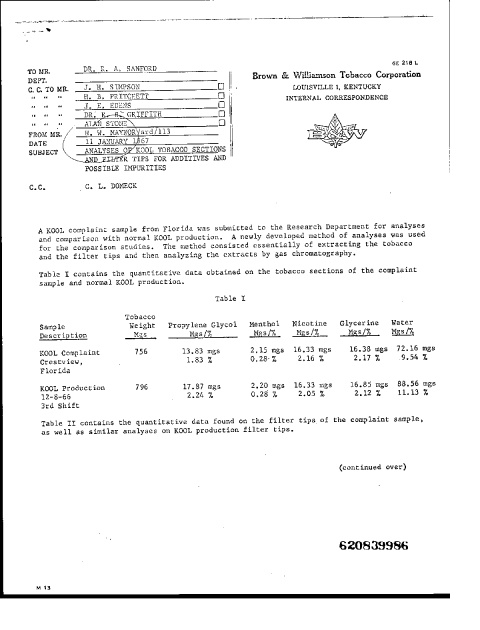 6E 218 L
TO MR. DR. R. A. SANFORD
DEPT.
C. C. TO MR. J. H. SIMPSON
" " " H. B. PRITCHETT
" " " J. E. EDENS
" " " DR. R. B. GRIFFITH
" " " ALAN STONE
FROM MR. W. W. MAYNORyard/113
DATE 11 JANUARY 1967
SUBJECT ANALYSES OF KOOL TOBACCO SECTIONS
AND FILTER TIPS FOR ADDITIVES AND
POSSIBLE IMPURITIES
C.C. C. L. DOMECK
Brown & Williamson Tobacco Corporation
LOUISVILLE 1, KENTUCKY
INTERNAL CORRESPONDENCE
B W
A KOOL complaint sample from Florida was submitted to the Research Department for analyses
and comparison with normal KOOL production. A newly developed method of analyses was used
for the comparison studies. The method consisted essentially of extracting the tobacco
and the filter tips and then analyzing the extracts by gas chromatography.
Table I contains the quantitative data obtained on the tobacco sections of the complaint
sample and normal KOOL production.
Table I
Tobacco
Sample Weight Propylene Glycol Menthol Nicotine Glycerine Water
Description Mgs Mgs/% Mgs/% Mgs/% Mgs/% Mgs/%
KOOL Complaint 756 13.83 mgs 2.15 mgs 16.33 mgs 16.38 mgs 72.16 mgs
Crestview, 1.83 % 0.28 % 2.16 % 2.17 % 9.54 %
Florida
KOOL Production 796 17.87 mgs 2.20 mgs 16.33 mgs 16.85 mgs 88.56 mgs
12-8-66 2.24 % 0.28 % 2.05 % 2.12 % 11.13 %
3rd Shift
Table II contains the quantitative data found on the filter tips of the complaint sample,
as well as similar analyses on KOOL production filter tips.
(continued over)
620839986
M 13